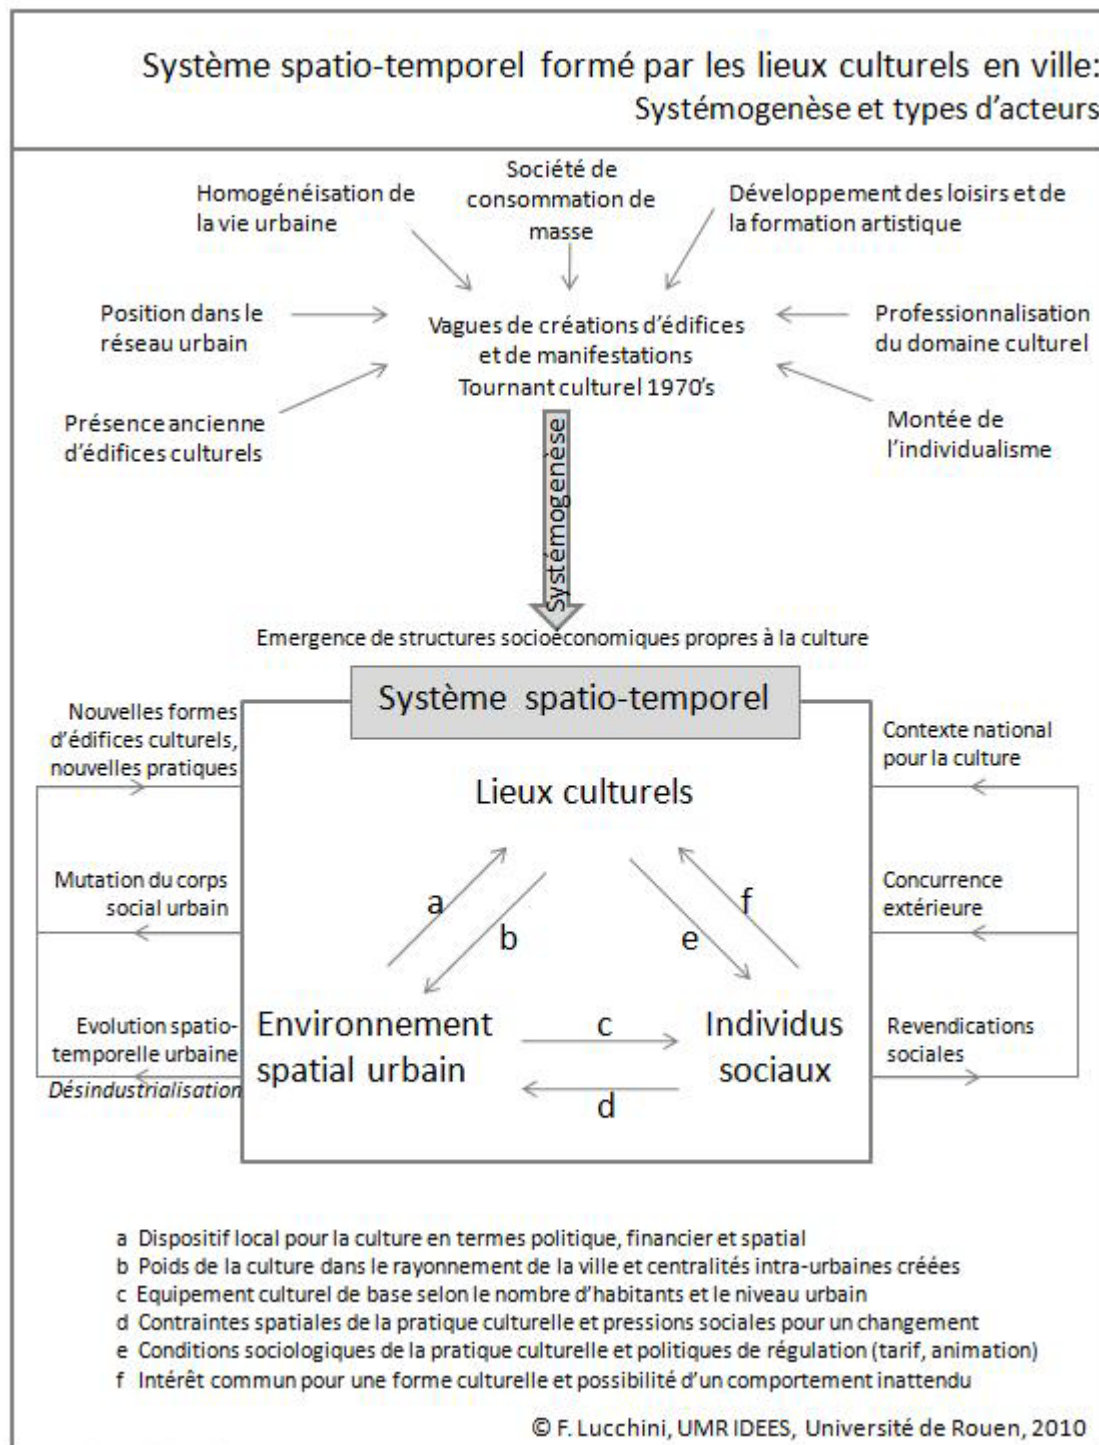 Système spatio-temporel formé par les lieux culturels en ville:
Systémogenèse et types d'acteurs
Homogénéisation de
la vie urbaine
Société de
consommation de
masse
Développement des loisirs et de
la formation artistique
Position dans le
réseau urbain
Vagues de créations d'édifices
et de manifestations
Tournant culturel 1970's
Professionnalisation
du domaine culturel
Présence ancienne
d'édifices culturels
Montée de
l'individualisme
Systémogenèse
Emergence de structures socioéconomiques propres à la culture
Système spatio-temporel
Nouvelles formes
d'édifices culturels,
nouvelles pratiques
Contexte national
pour la culture
Lieux culturels
Mutation du corps
social urbain
Concurrence
extérieure
a
b
e
f
Evolution spatio-
temporelle urbaine
Désindustrialisation
Environnement
spatial urbain
c
d
Individus
sociaux
Revendications
sociales
a Dispositif local pour la culture en termes politique, financier et spatial
b Poids de la culture dans le rayonnement de la ville et centralités intra-urbaines créées
c Equipement culturel de base selon le nombre d'habitants et le niveau urbain
d Contraintes spatiales de la pratique culturelle et pressions sociales pour un changement
e Conditions sociologiques de la pratique culturelle et politiques de régulation (tarif, animation)
f Intérêt commun pour une forme culturelle et possibilité d'un comportement inattendu
© F. Lucchini, UMR IDEES, Université de Rouen, 2010